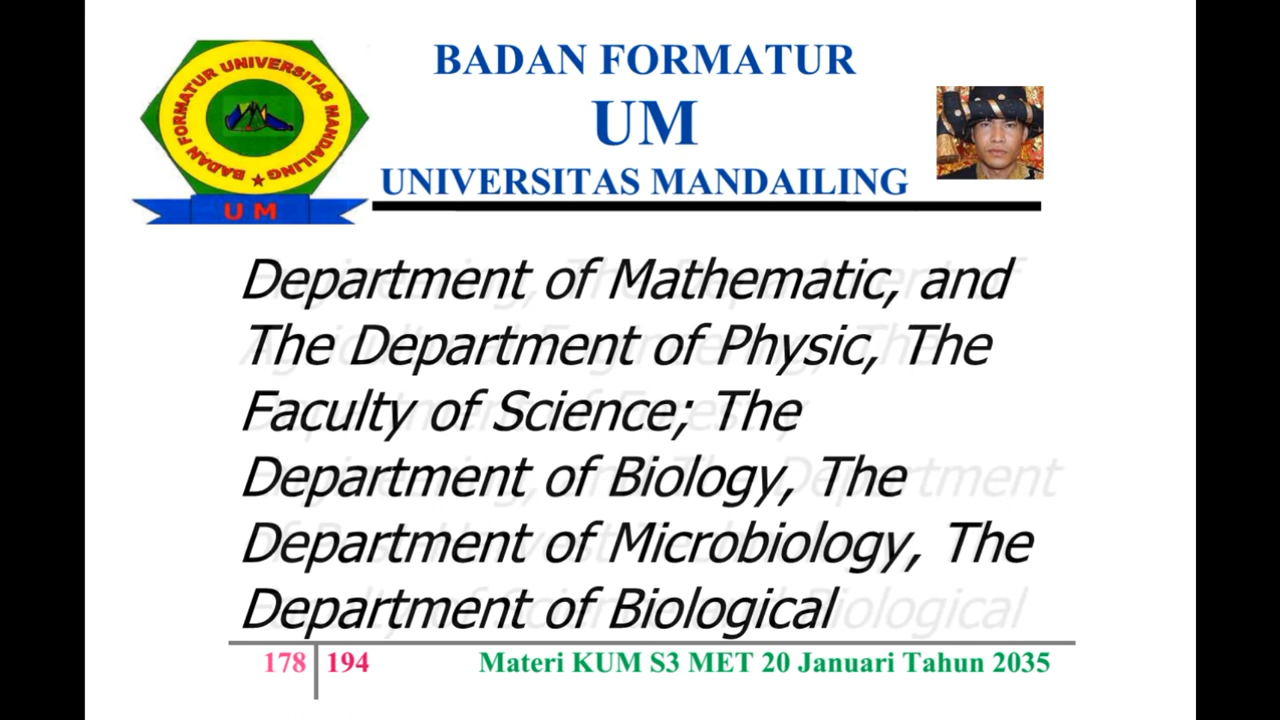 BADAN FORMATUR UNIVERSITAS MANDAILING
U M
BADAN FORMATUR
UM
UNIVERSITAS MANDAILING
Department of Mathematic, and
The Department of Physic, The
Faculty of Science; The
Department of Biology, The
Department of Microbiology, The
Department of Biological
178 194
Materi KUM S3 MET 20 Januari Tahun 2035